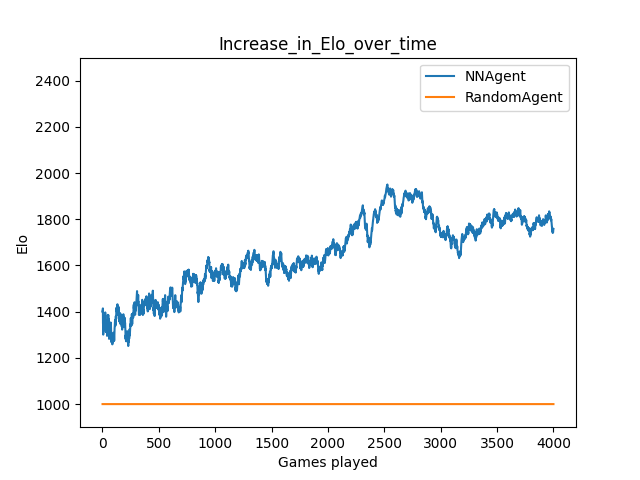 Increase_in_Elo_over_time
NNAgent
RandomAgent
2400
2200
2000
1800
1600
1400
1200
1000
Elo
0 500 1000 1500 2000 2500 3000 3500 4000
Games played